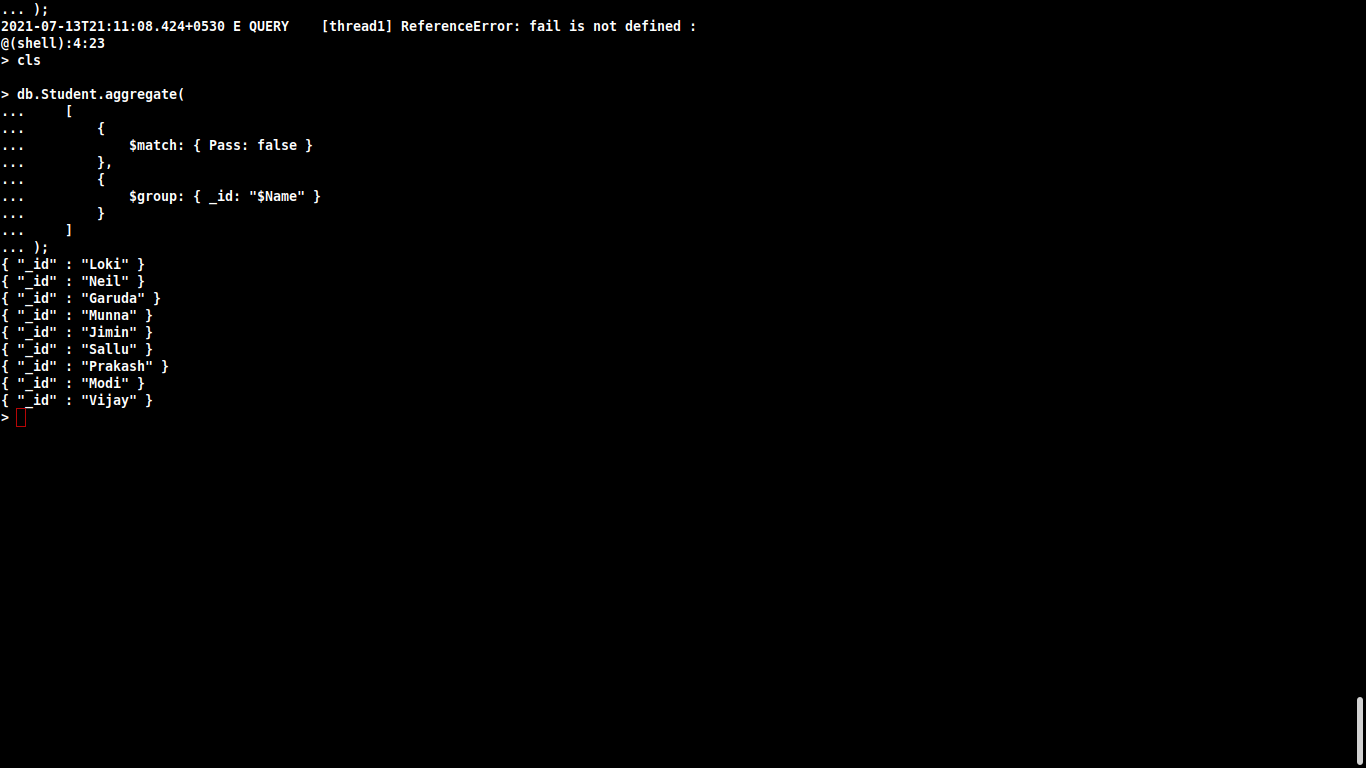 ... );
2021-07-13T21:11:08.424+0530 E QUERY    [thread1] ReferenceError: fail is not defined :
@(shell):4:23
> cls
> db.Student.aggregate(
...     [
...         {
...             $match: { Pass: false }
...         },
...         {
...             $group: { _id: "$Name" }
...         }
...     ]
... );
{ "_id" : "Loki" }
{ "_id" : "Neil" }
{ "_id" : "Garuda" }
{ "_id" : "Munna" }
{ "_id" : "Jimin" }
{ "_id" : "Sallu" }
{ "_id" : "Prakash" }
{ "_id" : "Modi" }
{ "_id" : "Vijay" }
>